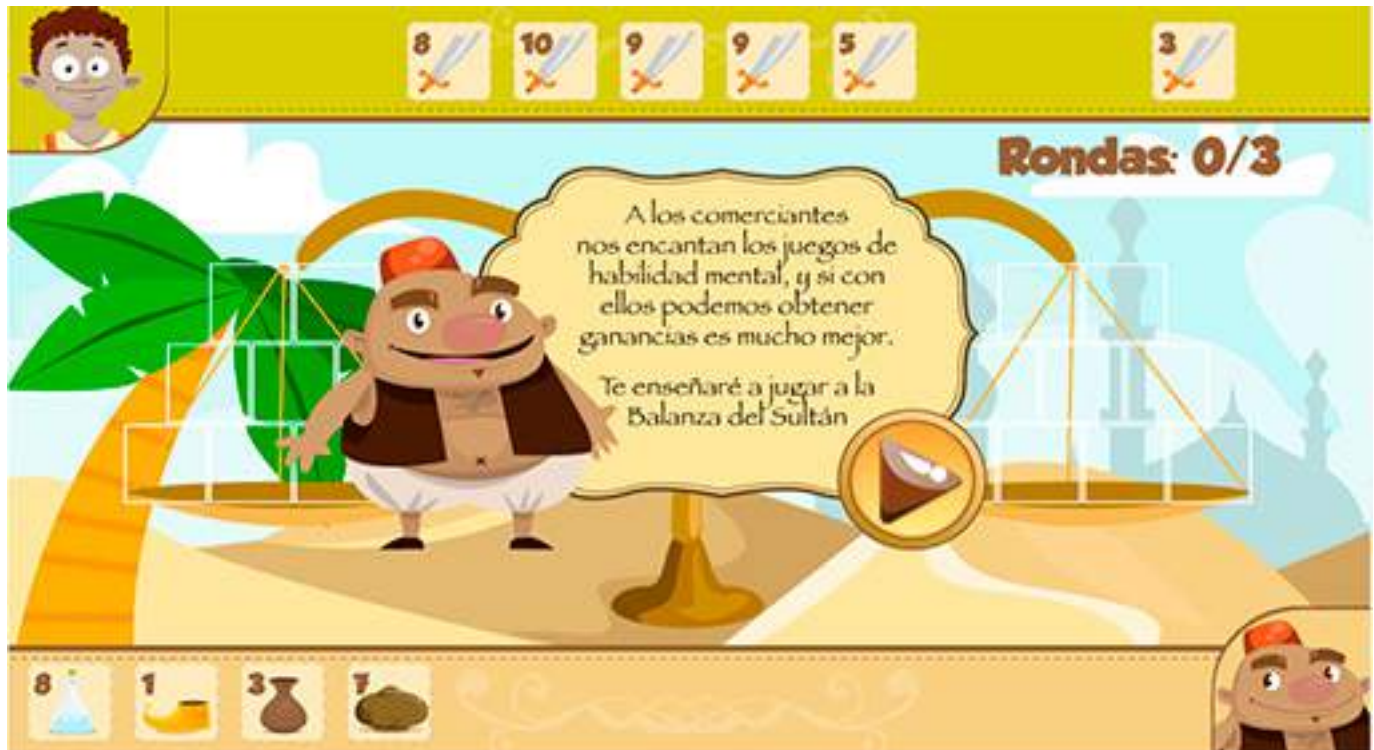 8 10 9 9 5 3
Rondas: 0/3
A los comerciantes
nos encantan los juegos de
habilidad mental, y si con
ellos podemos obtener
ganancias es mucho mejor.
Te enseñaré a jugar a la
Balanza del Sultán
8 1 3 7